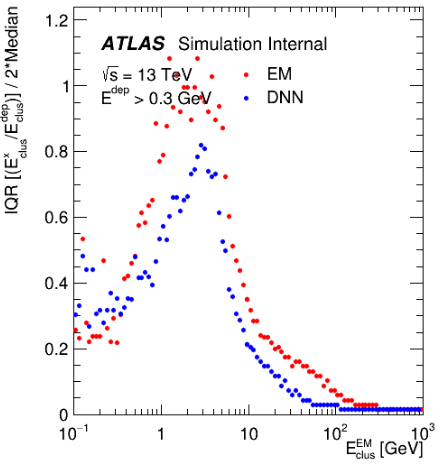 ATLAS Simulation Internal
√s = 13 TeV
E^dep > 0.3 GeV
EM
DNN
IQR [(E^x_clus/E^dep_clus)] / 2*Median
1.2
1
0.8
0.6
0.4
0.2
0
10^−1
1
10
10^2
10^3
E^EM_clus [GeV]